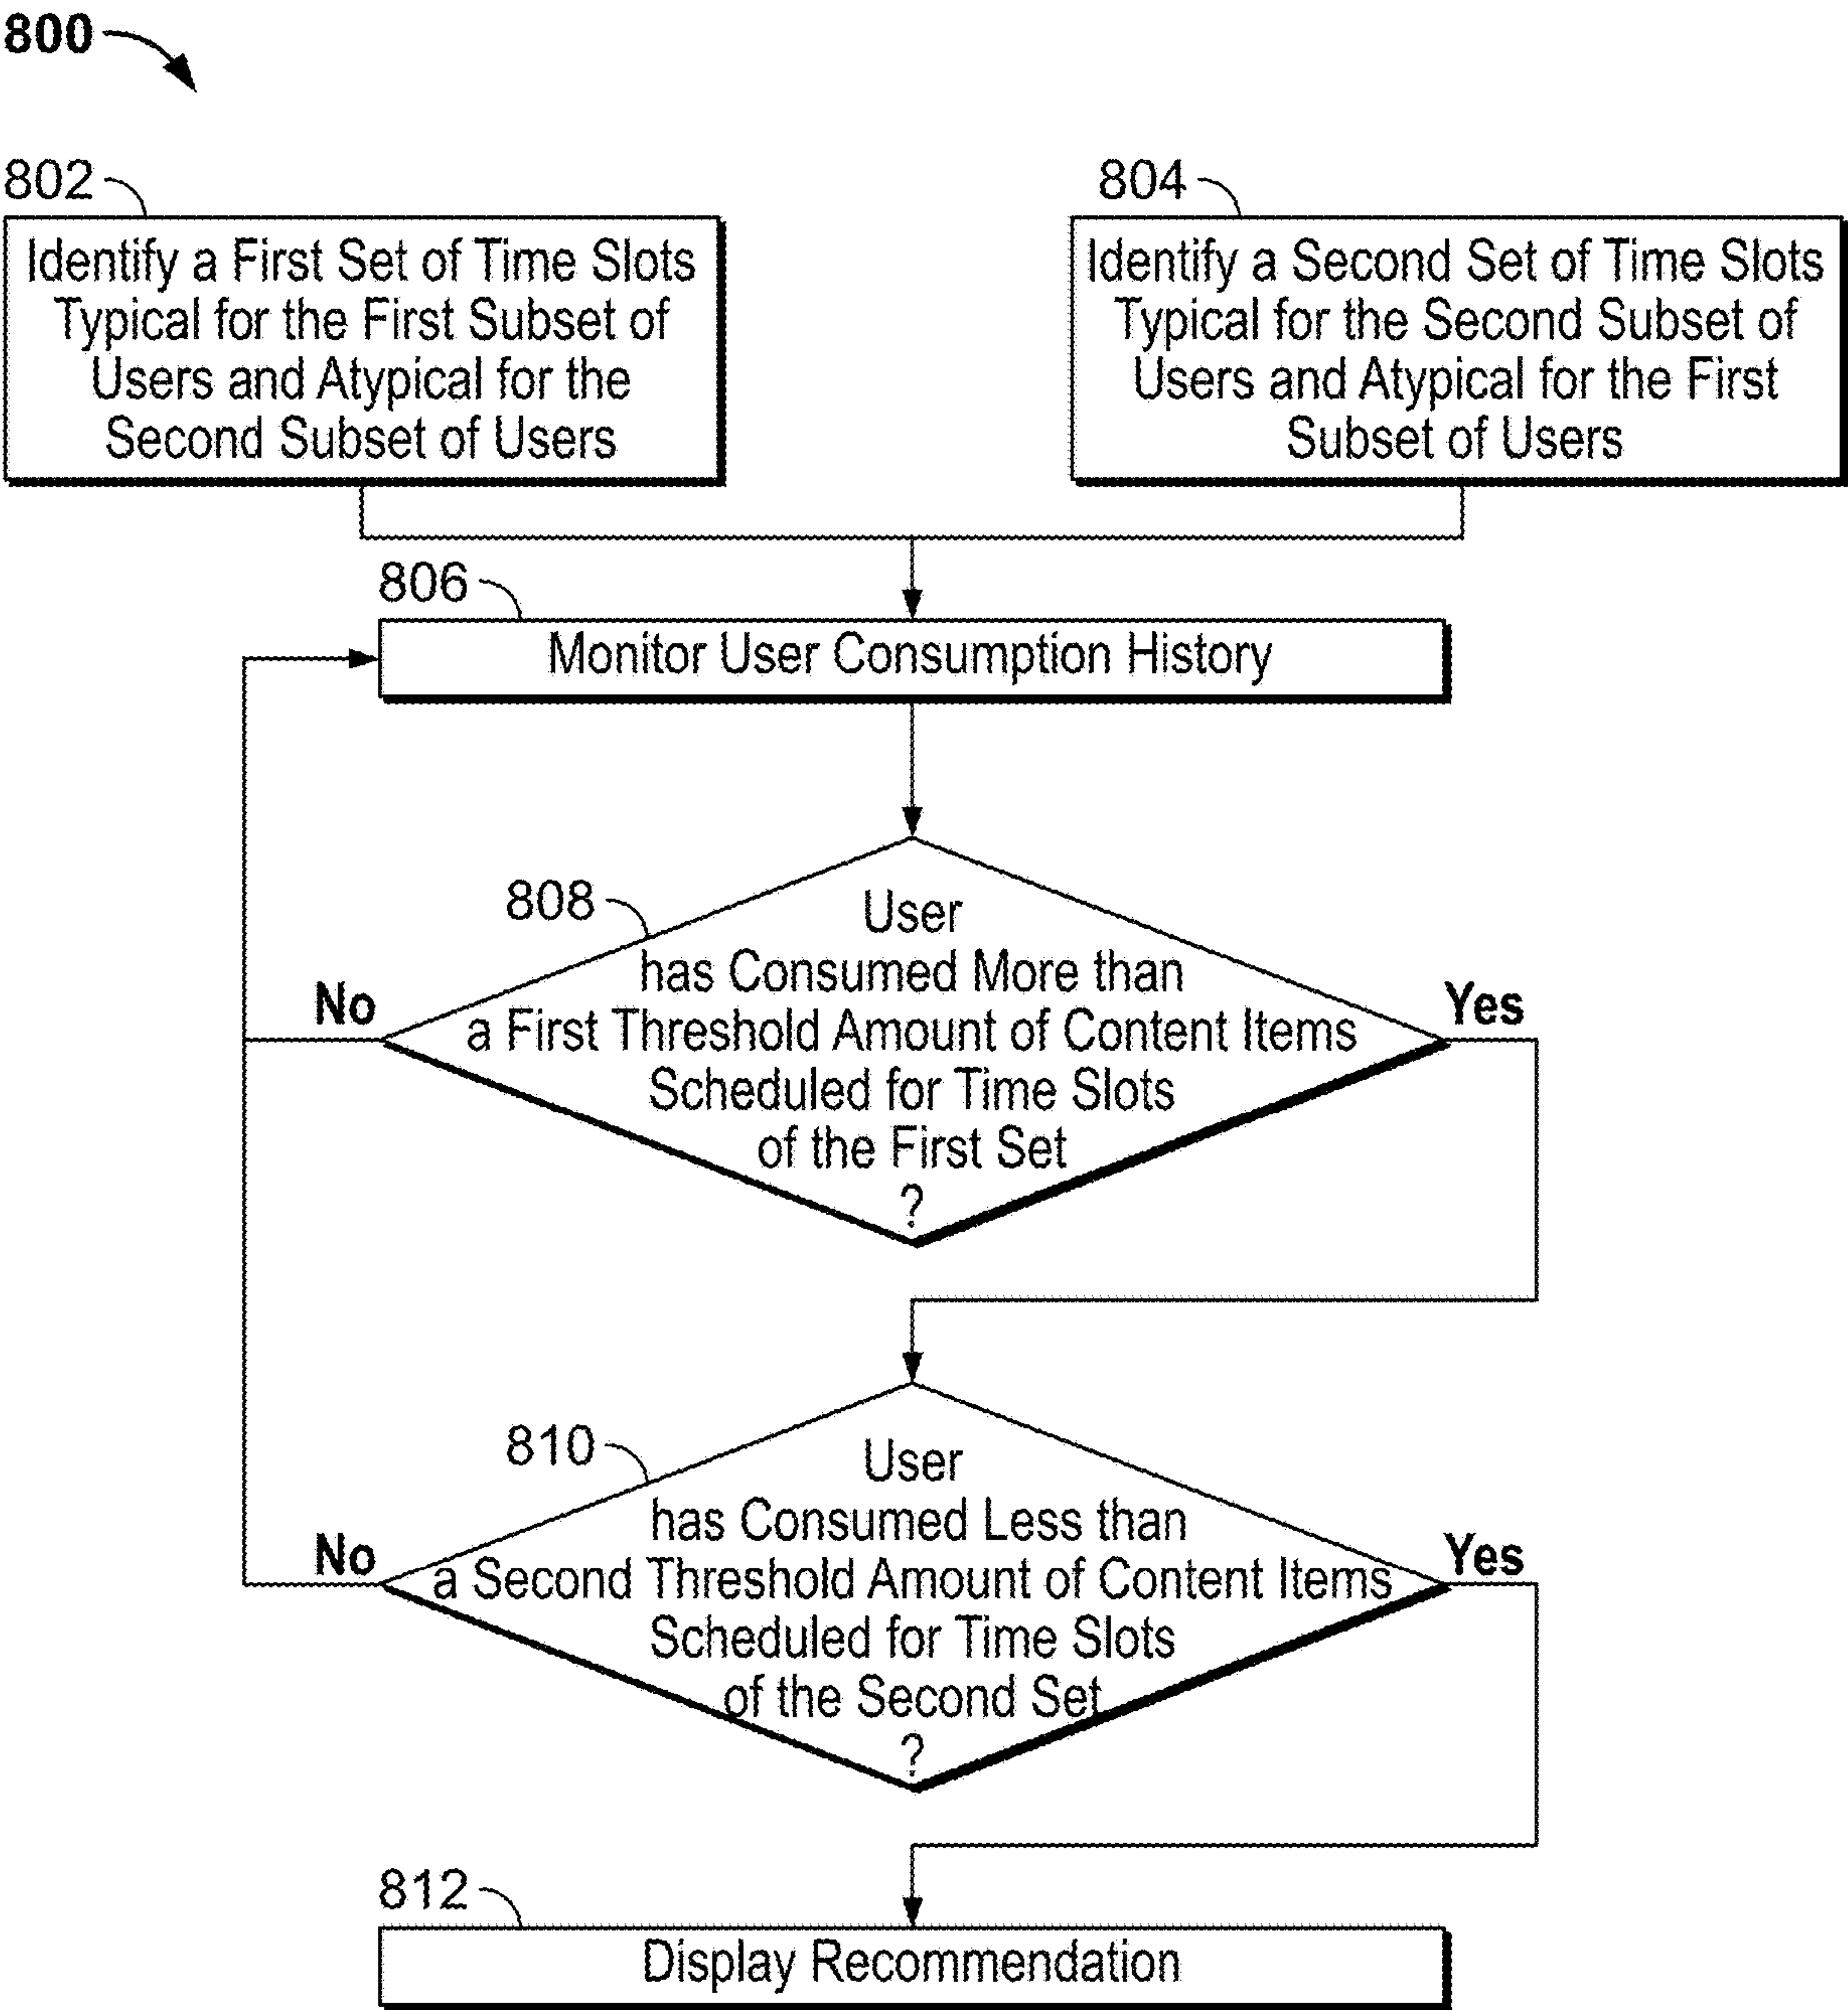 800
802
Identify a First Set of Time Slots
Typical for the First Subset of
Users and Atypical for the
Second Subset of Users
804
Identify a Second Set of Time Slots
Typical for the Second Subset of
Users and Atypical for the First
Subset of Users
806
Monitor User Consumption History
808
User
has Consumed More than
a First Threshold Amount of Content Items
Scheduled for Time Slots
of the First Set
?
No
Yes
810
User
has Consumed Less than
a Second Threshold Amount of Content Items
Scheduled for Time Slots
of the Second Set
?
No
Yes
812
Display Recommendation